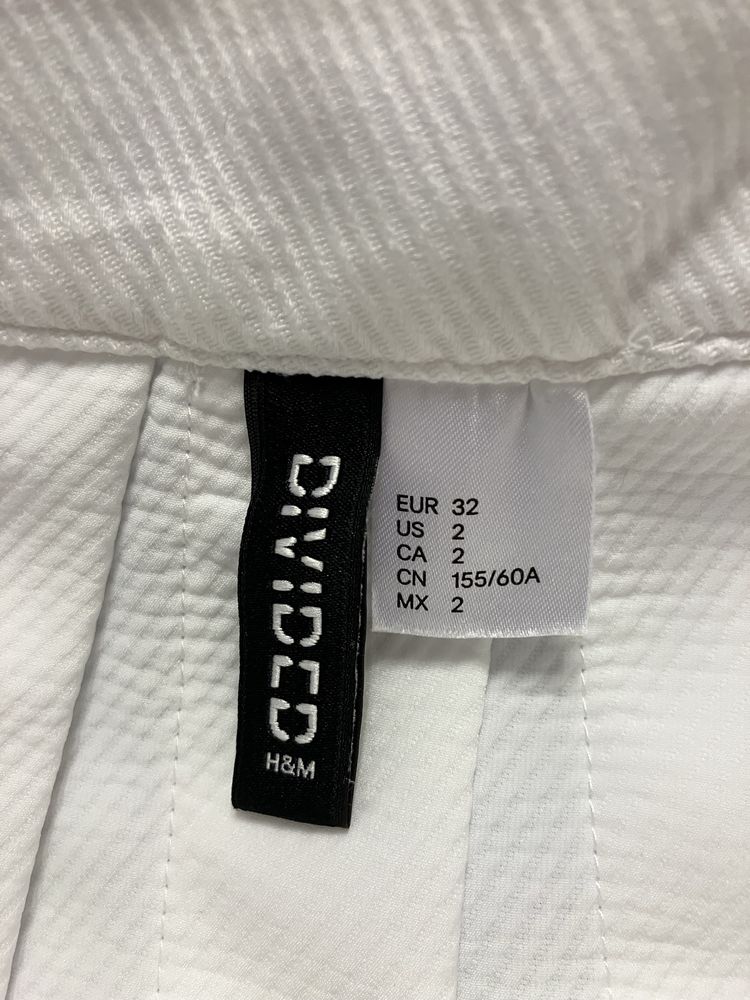 DIVIDED
H&M
EUR 32
US 2
CA 2
CN 155/60A
MX 2